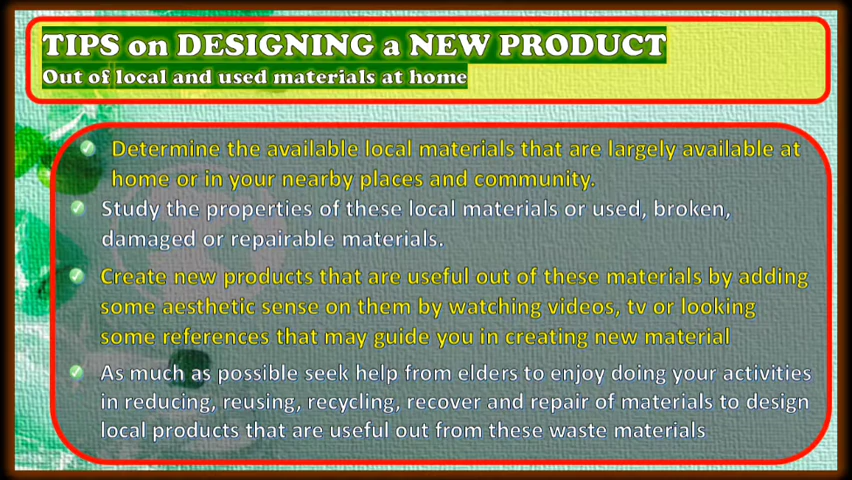 TIPS on DESIGNING a NEW PRODUCT
Out of local and used materials at home
Determine the available local materials that are largely available at
home or in your nearby places and community.
Study the properties of these local materials or used, broken,
damaged or repairable materials.
Create new products that are useful out of these materials by adding
some aesthetic sense on them by watching videos, tv or looking
some references that may guide you in creating new material
As much as possible seek help from elders to enjoy doing your activities
in reducing, reusing, recycling, recover and repair of materials to design
local products that are useful out from these waste materials